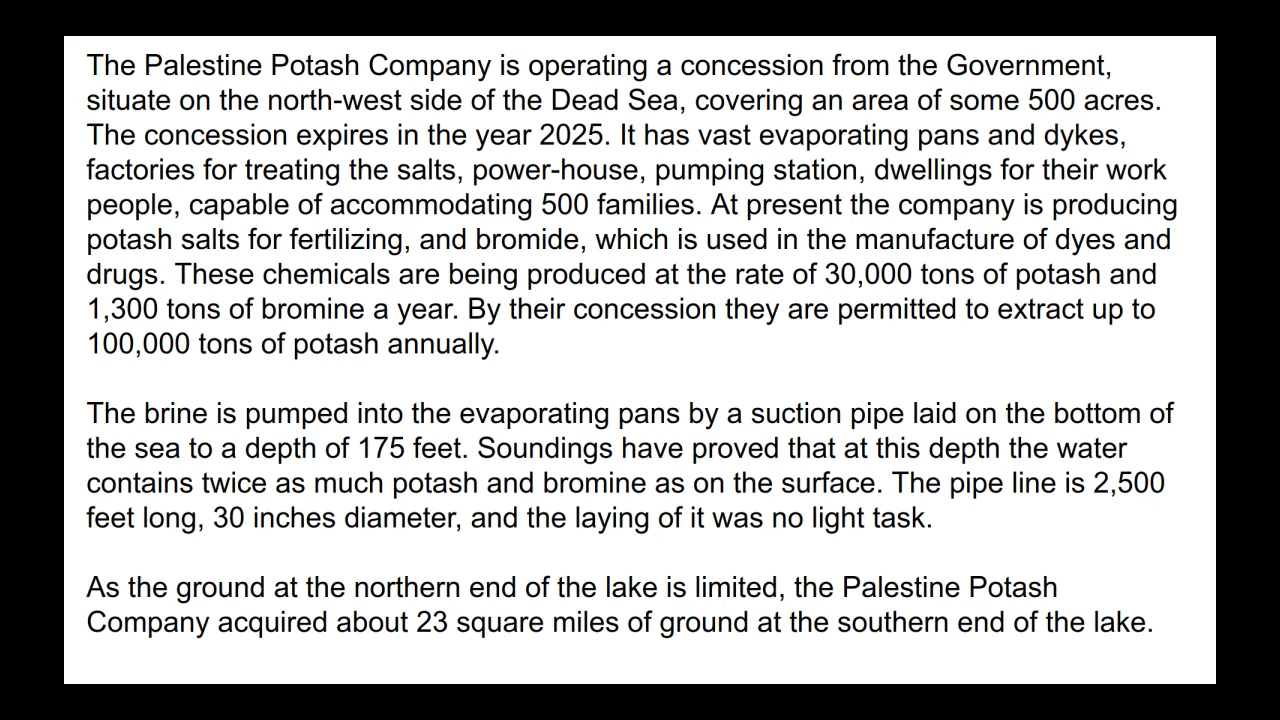 The Palestine Potash Company is operating a concession from the Government,
situate on the north-west side of the Dead Sea, covering an area of some 500 acres.
The concession expires in the year 2025. It has vast evaporating pans and dykes,
factories for treating the salts, power-house, pumping station, dwellings for their work
people, capable of accommodating 500 families. At present the company is producing
potash salts for fertilizing, and bromide, which is used in the manufacture of dyes and
drugs. These chemicals are being produced at the rate of 30,000 tons of potash and
1,300 tons of bromine a year. By their concession they are permitted to extract up to
100,000 tons of potash annually.
The brine is pumped into the evaporating pans by a suction pipe laid on the bottom of
the sea to a depth of 175 feet. Soundings have proved that at this depth the water
contains twice as much potash and bromine as on the surface. The pipe line is 2,500
feet long, 30 inches diameter, and the laying of it was no light task.
As the ground at the northern end of the lake is limited, the Palestine Potash
Company acquired about 23 square miles of ground at the southern end of the lake.